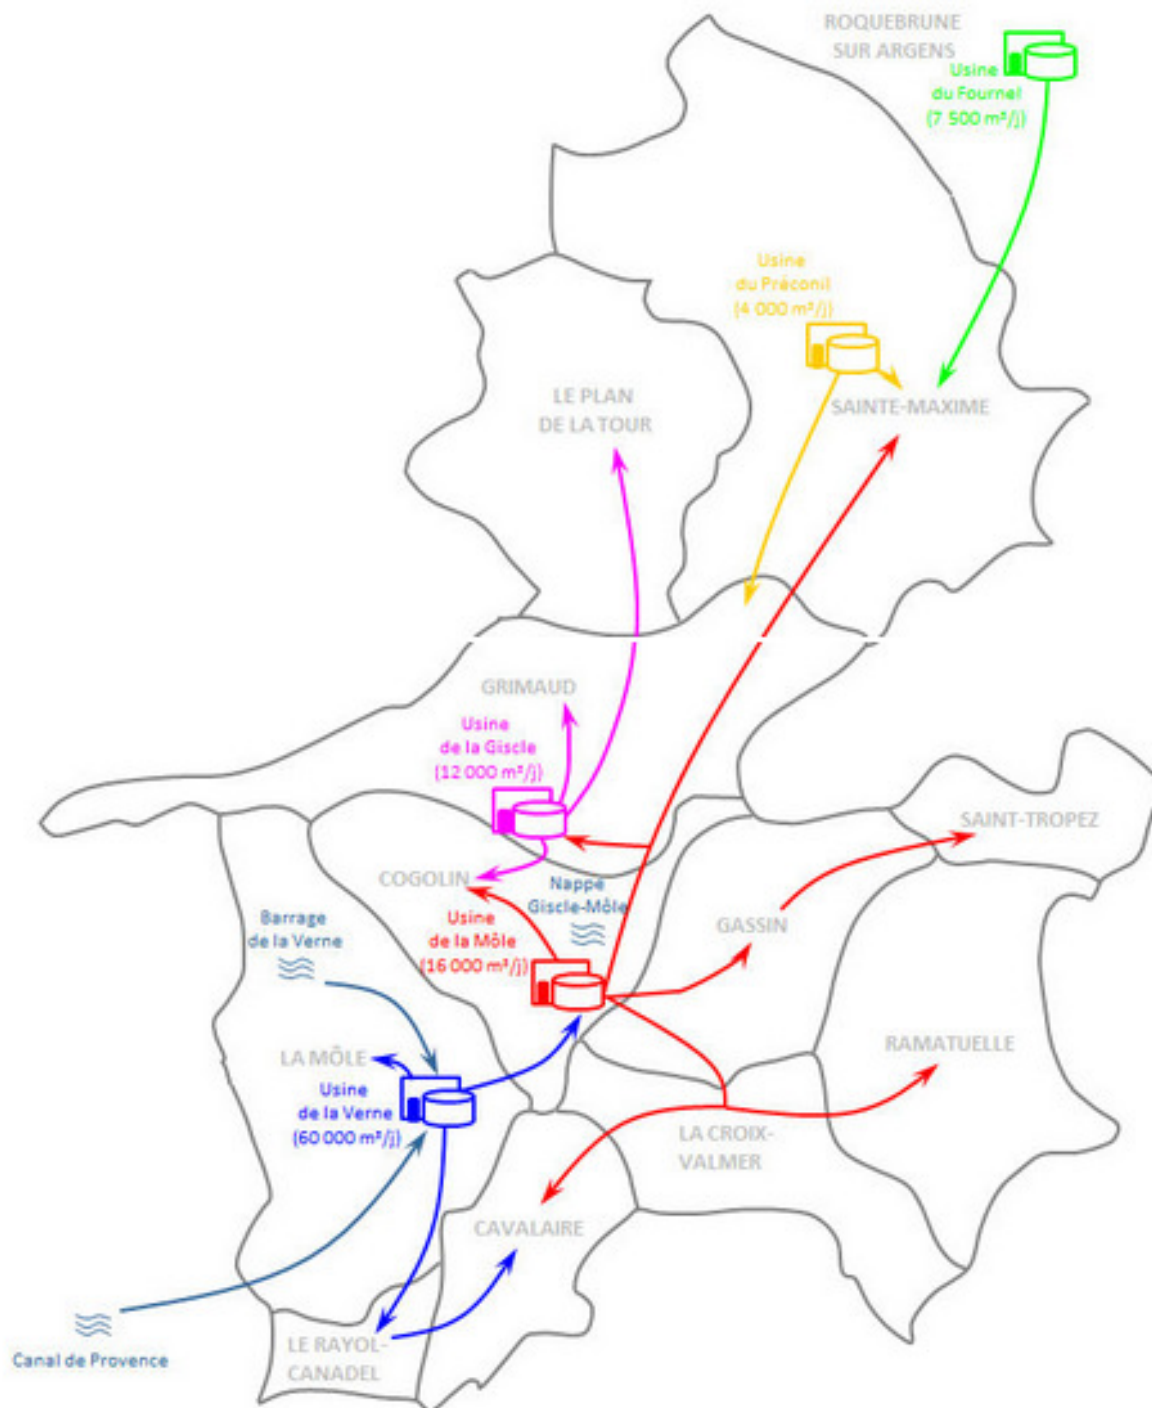 ROQUEBRUNE
SUR ARGENS
Usine
du Fournel
(7 500 m³/j)
Usine
du Préconil
(4 000 m³/j)
LE PLAN
DE LA TOUR
SAINTE-MAXIME
GRIMAUD
Usine
de la Giscle
(12 000 m³/j)
SAINT-TROPEZ
COGOLIN
Nappe
Giscle-Môle
Barrage
de la Verne
Usine
de la Môle
(16 000 m³/j)
GASSIN
LA MÔLE
RAMATUELLE
Usine
de la Verne
(60 000 m³/j)
LA CROIX-
VALMER
CAVALAIRE
Canal de Provence
LE RAYOL-
CANADEL